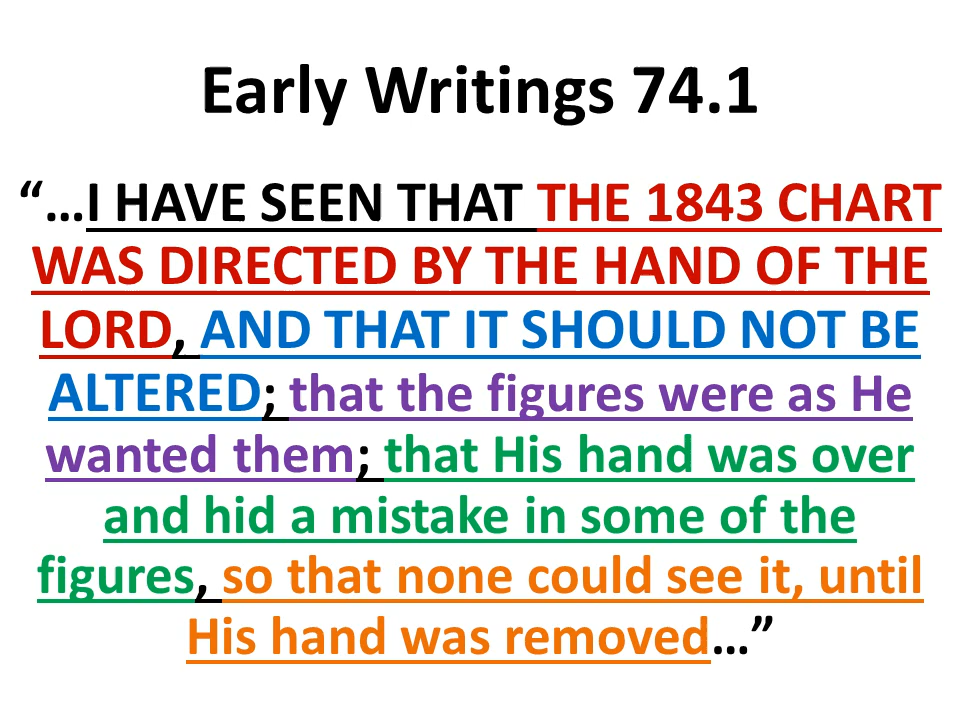 Early Writings 74.1
“…I HAVE SEEN THAT THE 1843 CHART
WAS DIRECTED BY THE HAND OF THE
LORD, AND THAT IT SHOULD NOT BE
ALTERED; that the figures were as He
wanted them; that His hand was over
and hid a mistake in some of the
figures, so that none could see it, until
His hand was removed…”